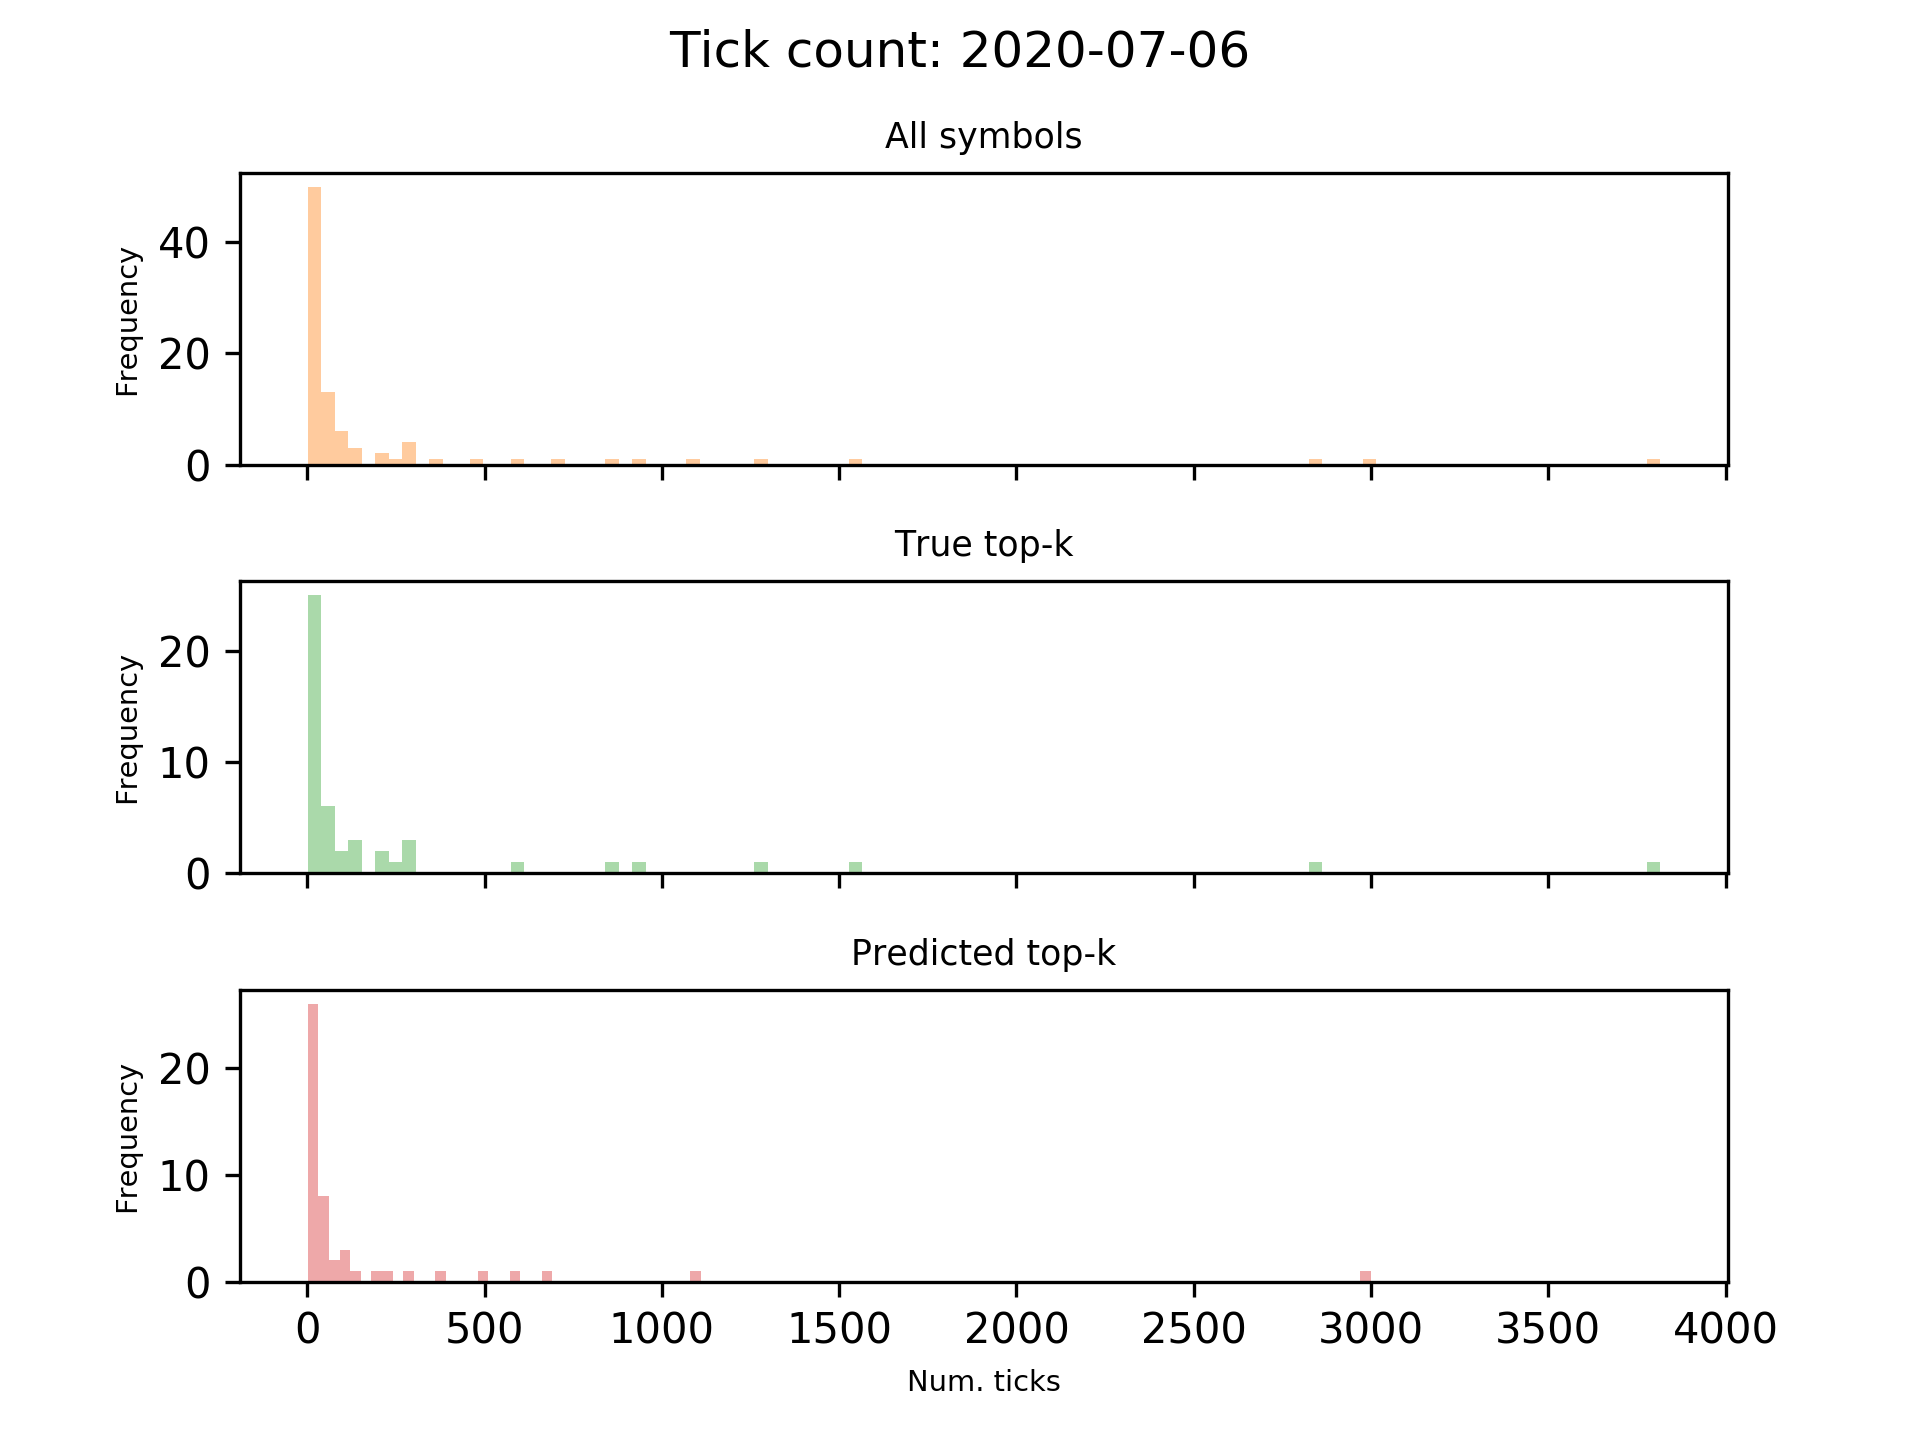 Tick count: 2020-07-06
All symbols
Frequency
40
20
0
True top-k
Frequency
20
10
0
Predicted top-k
Frequency
20
10
0
0 500 1000 1500 2000 2500 3000 3500 4000
Num. ticks